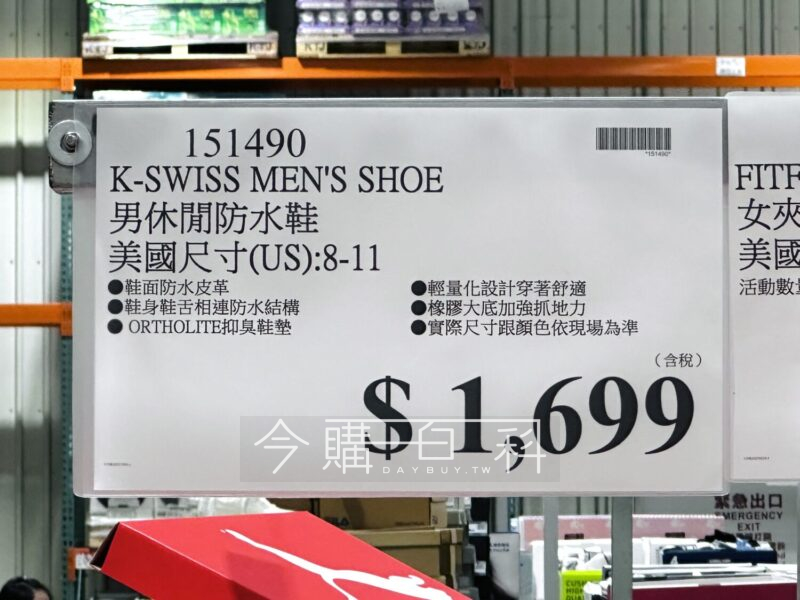 151490
K-SWISS MEN'S SHOE
男休閒防水鞋
美國尺寸(US):8-11
●鞋面防水皮革
●鞋身鞋舌相連防水結構
● ORTHOLITE抑臭鞋墊
●輕量化設計穿著舒適
●橡膠大底加強抓地力
●實際尺寸跟顏色依現場為準
(含稅)
$ 1,699
*151490*
今購百科
DAYBUY.TW
FITF
女夾
美國
活動數量
緊急出口
EMERGENCY
EXIT